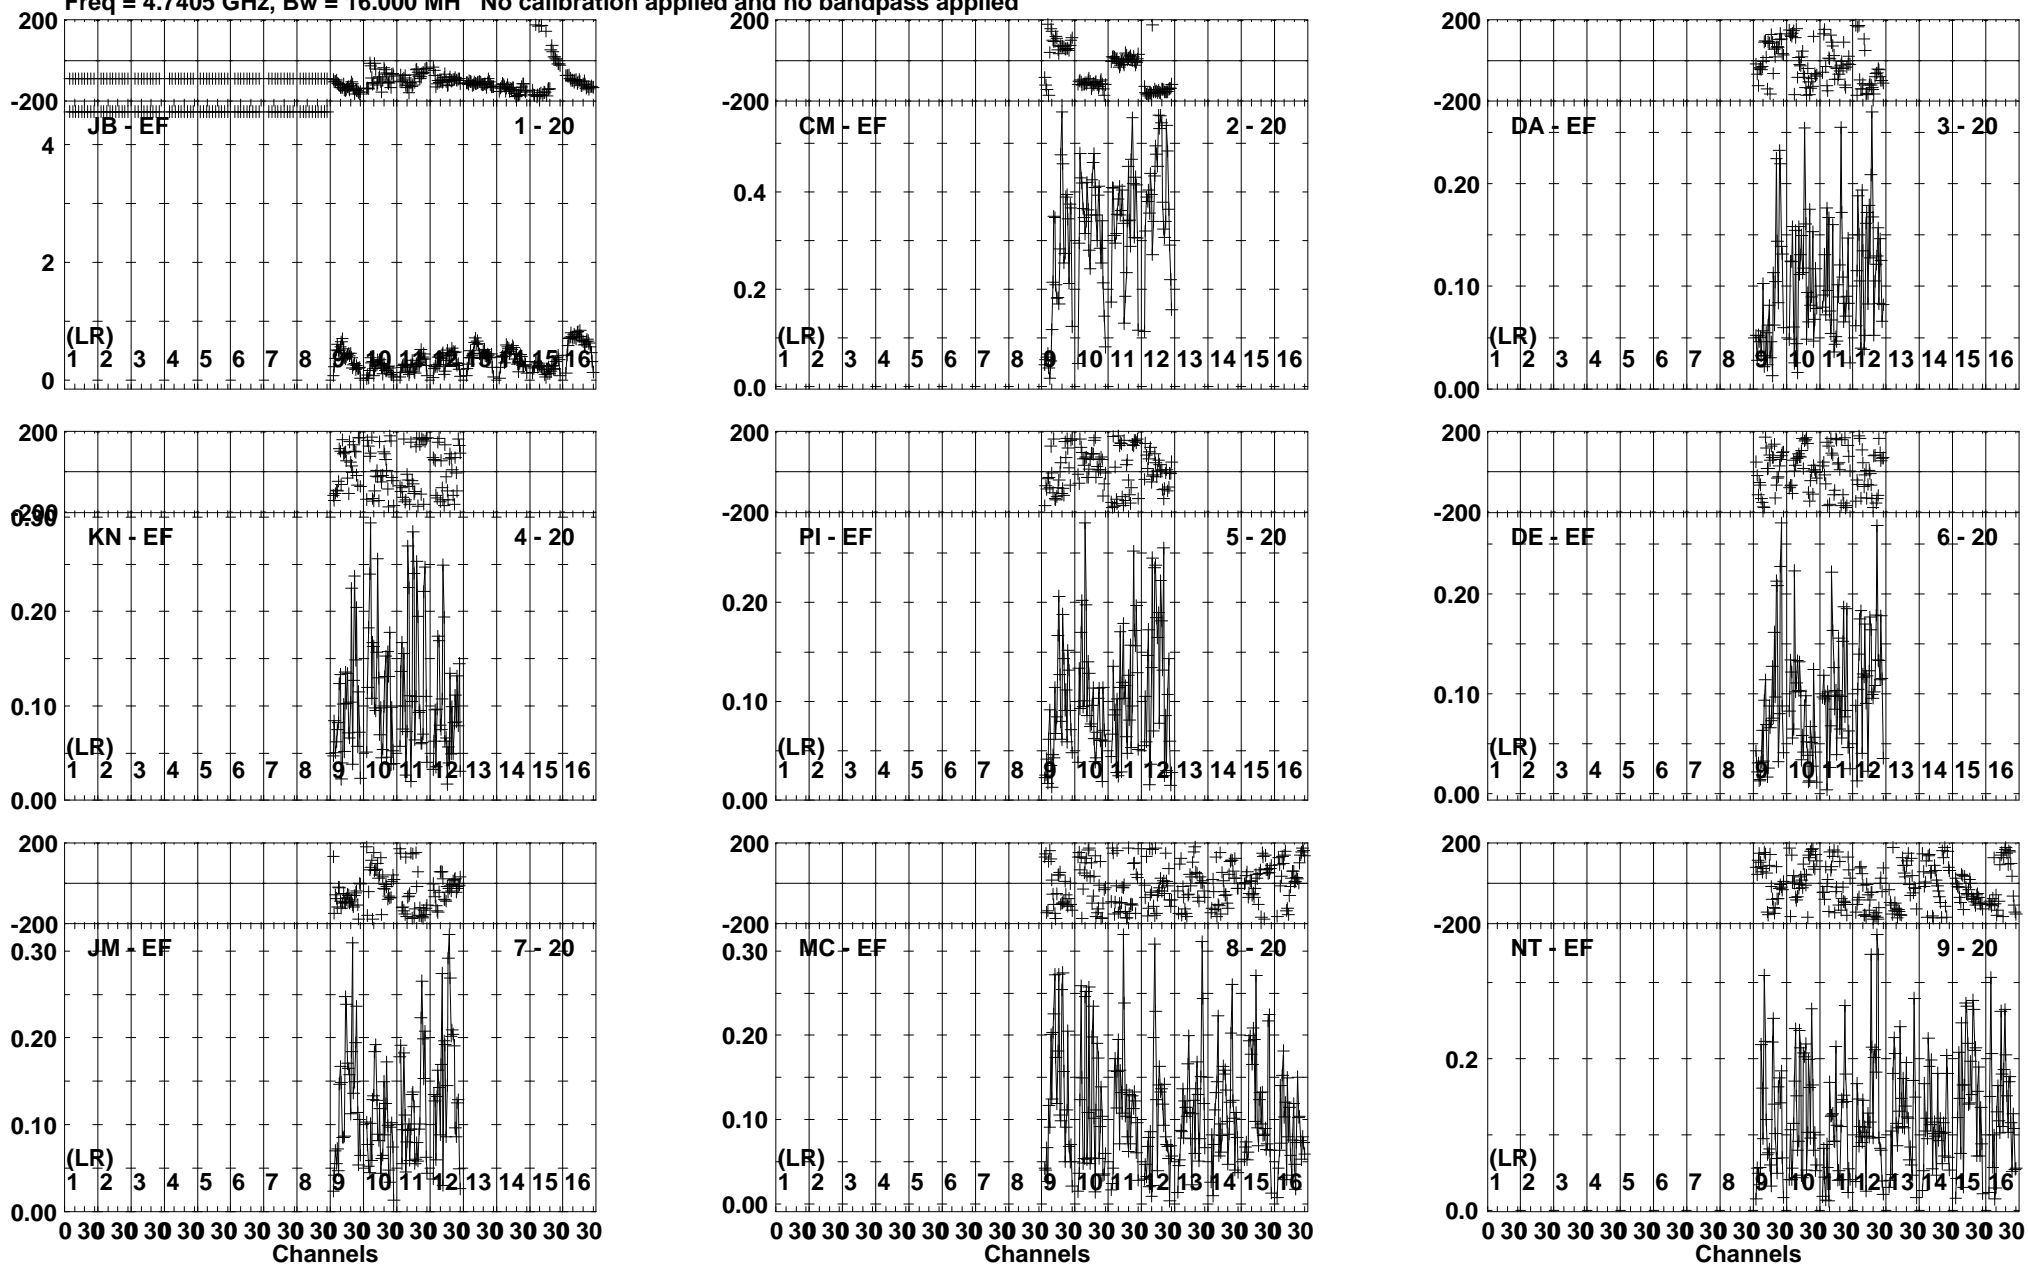 Freq = 4.7405 GHz, Bw = 16.000 MH No calibration applied and no bandpass applied
200
-200
JB - EF 1 - 20
4
2
0
(LR)
1 2 3 4 5 6 7 8 9 10 11 12 13 14 15 16
200
-200
CM - EF 2 - 20
0.4
0.2
0.0
(LR)
1 2 3 4 5 6 7 8 9 10 11 12 13 14 15 16
200
-200
DA - EF 3 - 20
0.20
0.10
0.00
(LR)
1 2 3 4 5 6 7 8 9 10 11 12 13 14 15 16
200
-200
0.30
KN - EF 4 - 20
0.20
0.10
0.00
(LR)
1 2 3 4 5 6 7 8 9 10 11 12 13 14 15 16
200
-200
PI - EF 5 - 20
0.20
0.10
0.00
(LR)
1 2 3 4 5 6 7 8 9 10 11 12 13 14 15 16
200
-200
DE - EF 6 - 20
0.20
0.10
0.00
(LR)
1 2 3 4 5 6 7 8 9 10 11 12 13 14 15 16
200
-200
JM - EF 7 - 20
0.30
0.20
0.10
0.00
(LR)
1 2 3 4 5 6 7 8 9 10 11 12 13 14 15 16
0 30 30 30 30 30 30 30 30 30 30 30 30 30 30 30 30
Channels
200
-200
MC - EF 8 - 20
0.30
0.20
0.10
0.00
(LR)
1 2 3 4 5 6 7 8 9 10 11 12 13 14 15 16
0 30 30 30 30 30 30 30 30 30 30 30 30 30 30 30 30
Channels
200
-200
NT - EF 9 - 20
0.2
0.0
(LR)
1 2 3 4 5 6 7 8 9 10 11 12 13 14 15 16
0 30 30 30 30 30 30 30 30 30 30 30 30 30 30 30 30
Channels